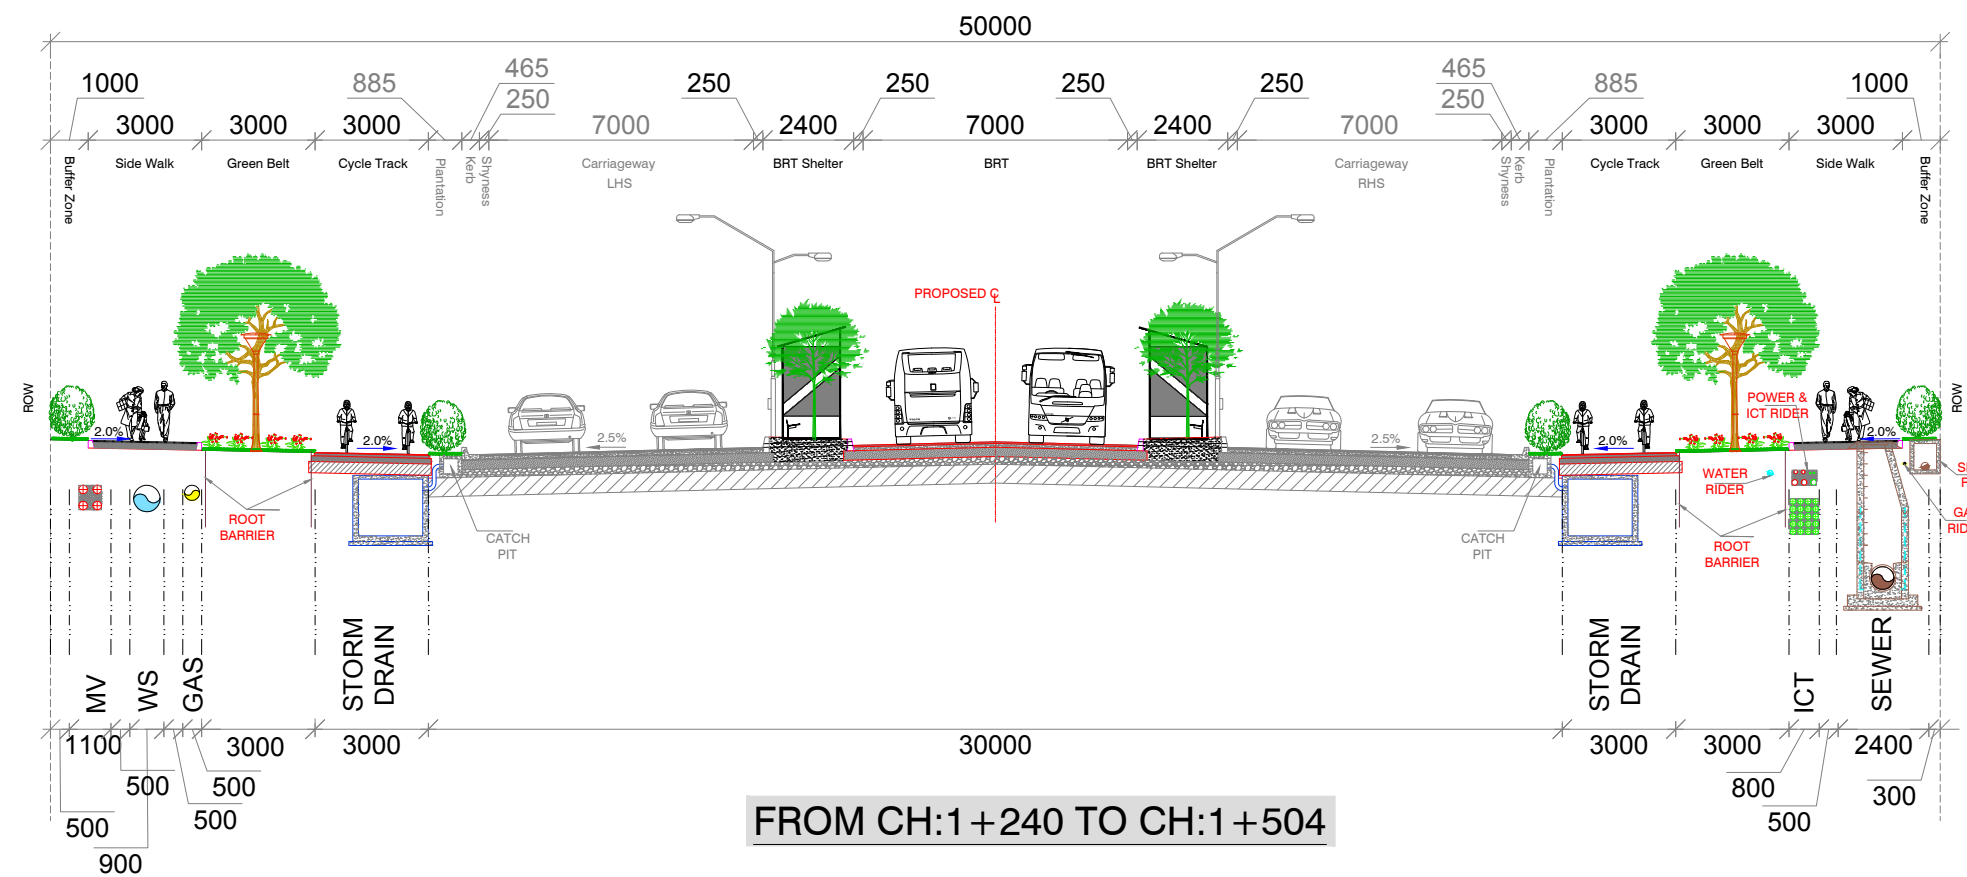 50000
1000
885
465
250
250
250
250
250
465
250
885
1000
3000
3000
3000
7000
2400
7000
2400
7000
3000
3000
3000
Buffer Zone
Side Walk
Green Belt
Cycle Track
Plantation
Kerb
Shyness
Carriageway
LHS
BRT Shelter
BRT
BRT Shelter
Carriageway
RHS
Shyness
Kerb
Plantation
Cycle Track
Green Belt
Side Walk
Buffer Zone
PROPOSED ℄
ROW
ROW
2.0%
2.0%
2.5%
2.5%
2.0%
2.0%
POWER &
ICT RIDER
WATER
RIDER
ROOT
BARRIER
CATCH
PIT
CATCH
PIT
ROOT
BARRIER
MV
WS
GAS
STORM
DRAIN
STORM
DRAIN
ICT
SEWER
1100
3000
3000
30000
3000
3000
2400
500
500
800
300
500
500
500
900
FROM CH:1+240 TO CH:1+504